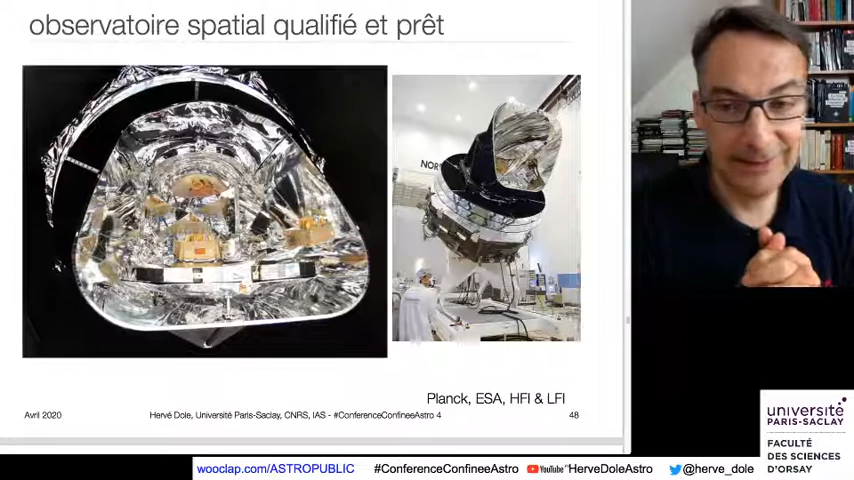 observatoire spatial qualifié et prêt
NOR
Planck, ESA, HFI & LFI
Avril 2020
Hervé Dole, Université Paris-Saclay, CNRS, IAS - #ConferenceConfineeAstro 4
48
université
PARIS-SACLAY
FACULTÉ
DES SCIENCES
D'ORSAY
wooclap.com/ASTROPUBLIC
#ConferenceConfineeAstro
YouTube "HerveDoleAstro
@herve_dole